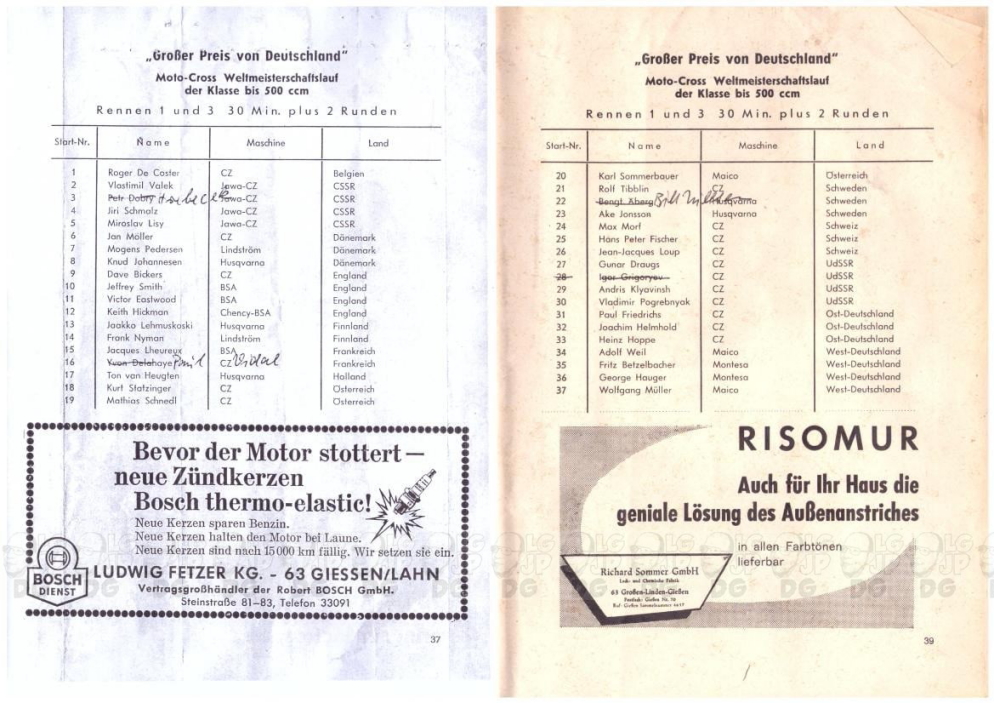 „Großer Preis von Deutschland"
Moto-Cross Weltmeisterschaftslauf
der Klasse bis 500 ccm
Rennen 1 und 3 30 Min. plus 2 Runden
Start-Nr. Name Maschine Land
1 Roger De Coster CZ Belgien
2 Vlastimil Valek Jawa-CZ CSSR
3 Petr Dobry Jawa-CZ CSSR
4 Jiri Schmolz Jawa-CZ CSSR
5 Miroslav Lisy Jawa-CZ CSSR
6 Jan Möller CZ Dänemark
7 Mogens Pedersen Lindström Dänemark
8 Knud Johannesen Husqvarna Dänemark
9 Dave Bickers CZ England
10 Jeffrey Smith BSA England
11 Victor Eastwood BSA England
12 Keith Hickman Chency-BSA England
13 Jaakko Lehmuskoski Husqvarna Finnland
14 Frank Nyman Lindström Finnland
15 Jacques Lheureux BSA Frankreich
16 Yvon Delahaye CZ Vidal Frankreich
17 Ton van Heugten Husqvarna Holland
18 Kurt Statzinger CZ Österreich
19 Mathias Schnedl CZ Österreich
Bevor der Motor stottert –
neue Zündkerzen
Bosch thermo-elastic!
Neue Kerzen sparen Benzin.
Neue Kerzen halten den Motor bei Laune.
Neue Kerzen sind nach 15 000 km fällig. Wir setzen sie ein.
BOSCH
DIENST
LUDWIG FETZER KG. - 63 GIESSEN/LAHN
Vertragsgroßhändler der Robert BOSCH GmbH.
Steinstraße 81–83, Telefon 33091
37
„Großer Preis von Deutschland"
Moto-Cross Weltmeisterschaftslauf
der Klasse bis 500 ccm
Rennen 1 und 3 30 Min. plus 2 Runden
Start-Nr. Name Maschine Land
20 Karl Sommerbauer Maico Österreich
21 Rolf Tibblin CZ Schweden
22 Bengt Aberg Bill Husqvarna Schweden
23 Ake Jonsson Husqvarna Schweden
24 Max Morf CZ Schweiz
25 Hans Peter Fischer CZ Schweiz
26 Jean-Jacques Loup CZ Schweiz
27 Gunar Draugs CZ UdSSR
28 Igor Grigoryev CZ UdSSR
29 Andris Klyavinsh CZ UdSSR
30 Vladimir Pogrebnyak CZ UdSSR
31 Paul Friedrichs CZ Ost-Deutschland
32 Joachim Helmhold CZ Ost-Deutschland
33 Heinz Hoppe CZ Ost-Deutschland
34 Adolf Weil Maico West-Deutschland
35 Fritz Betzelbacher Montesa West-Deutschland
36 George Hauger Montesa West-Deutschland
37 Wolfgang Müller Maico West-Deutschland
RISOMUR
Auch für Ihr Haus die
geniale Lösung des Außenanstriches
in allen Farbtönen
lieferbar
Richard Sommer GmbH
Lack- und Chemische Fabrik
63 Großen-Linden-Gießen
Postfach: Gießen Nr. 70
39